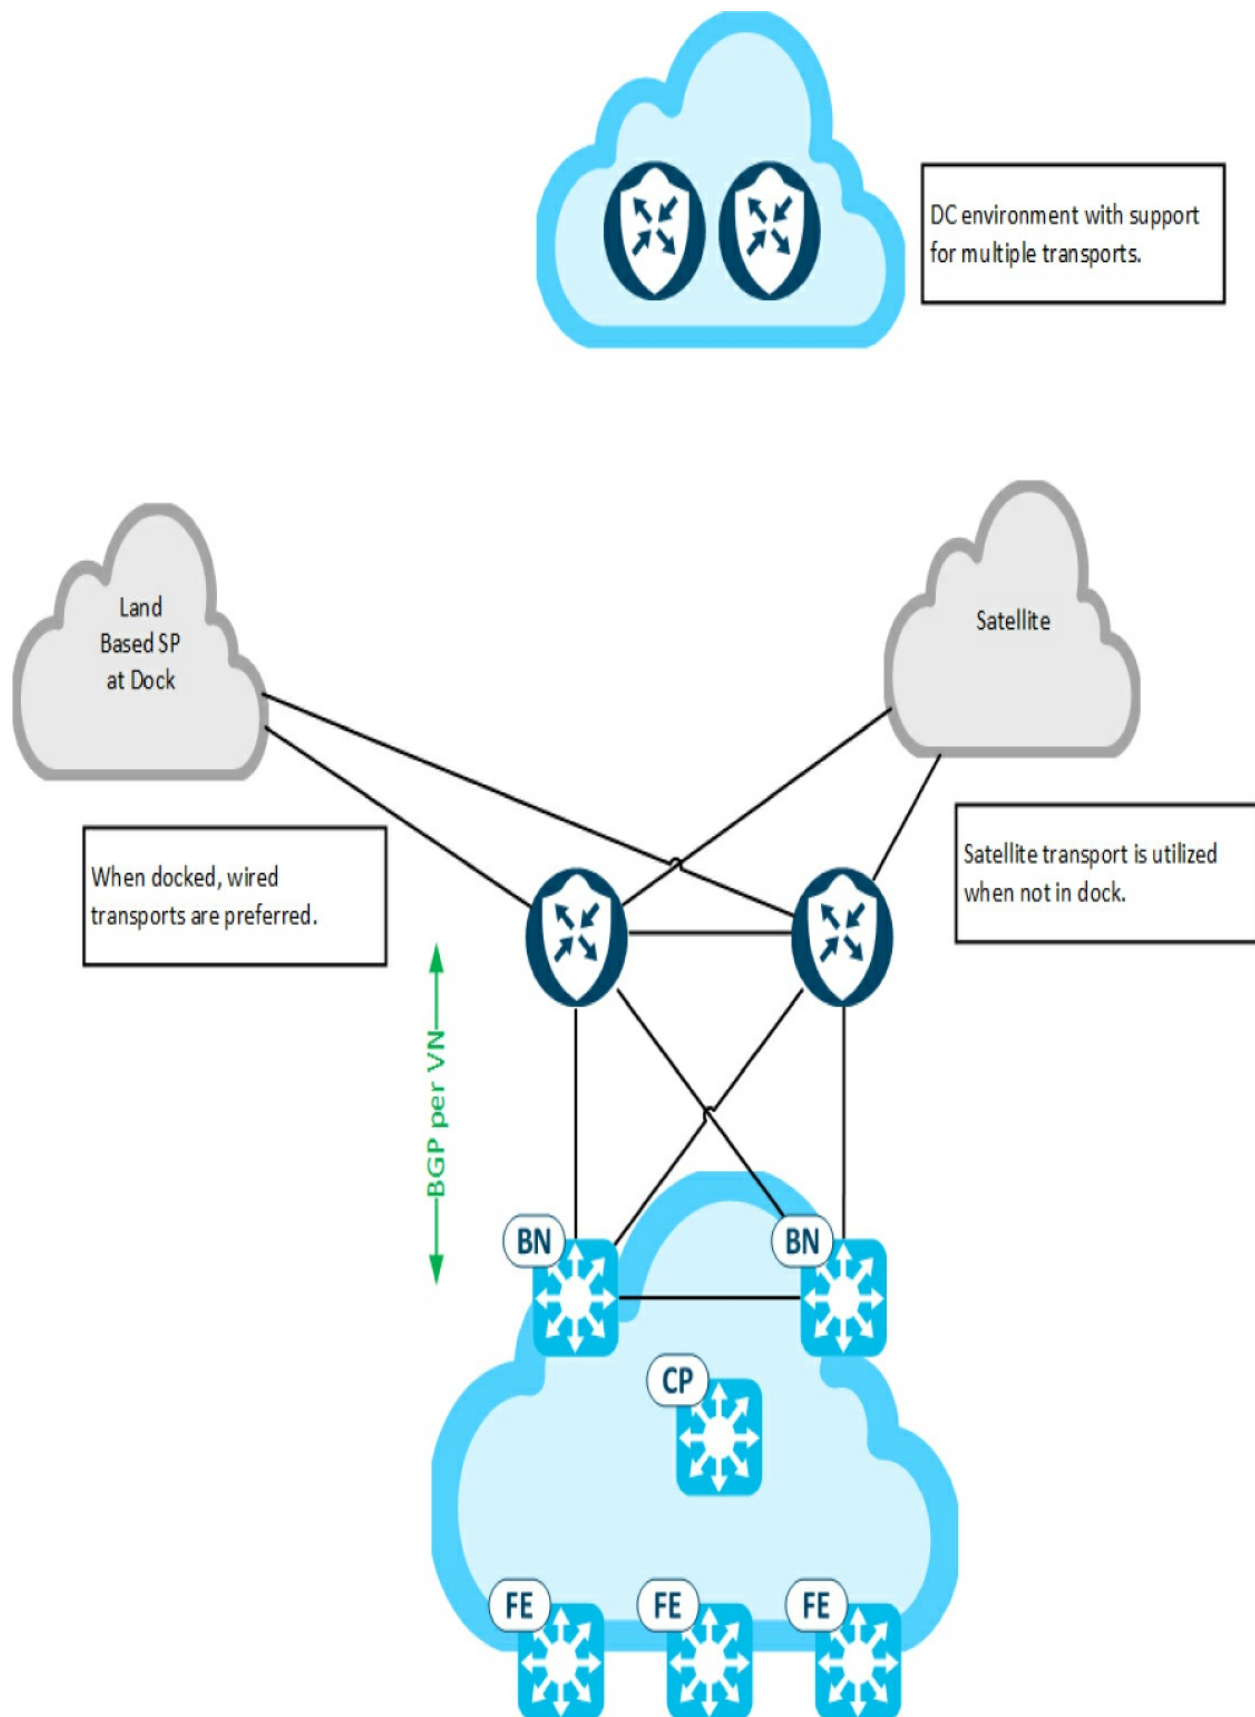 DC environment with support
for multiple transports.
Land
Based SP
at Dock
Satellite
When docked, wired
transports are preferred.
Satellite transport is utilized
when not in dock.
BGP per VN
BN
BN
CP
FE
FE
FE